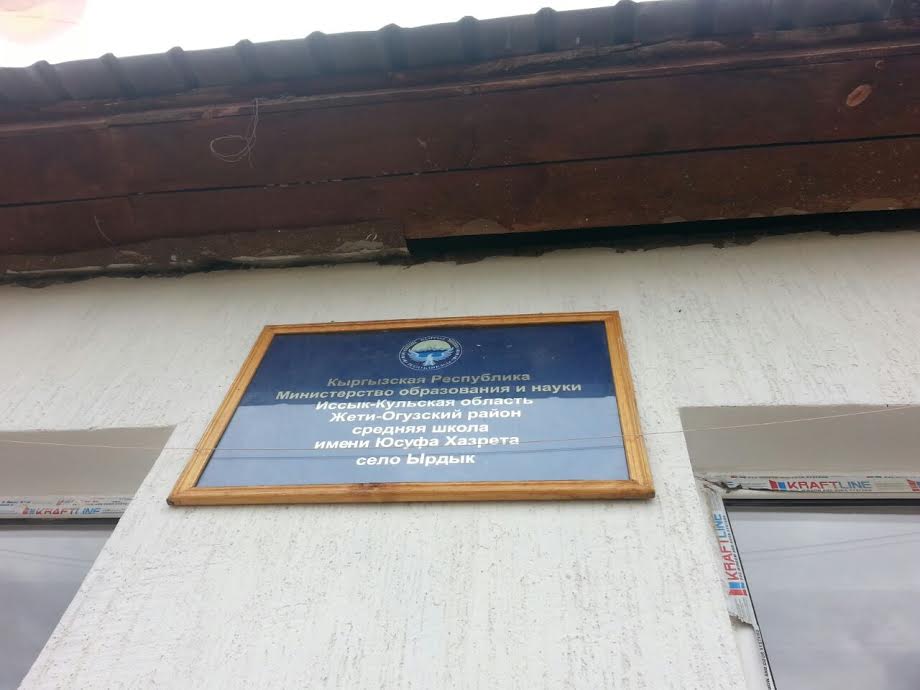 Кыргызская Республика
Министерство образования и науки
Иссык-Кульская область
Жети-Огузский район
средняя школа
имени Юсуфа Хазрета
село Ырдык
KRAFTLINE
KRAFTLINE
KRAFTLINE